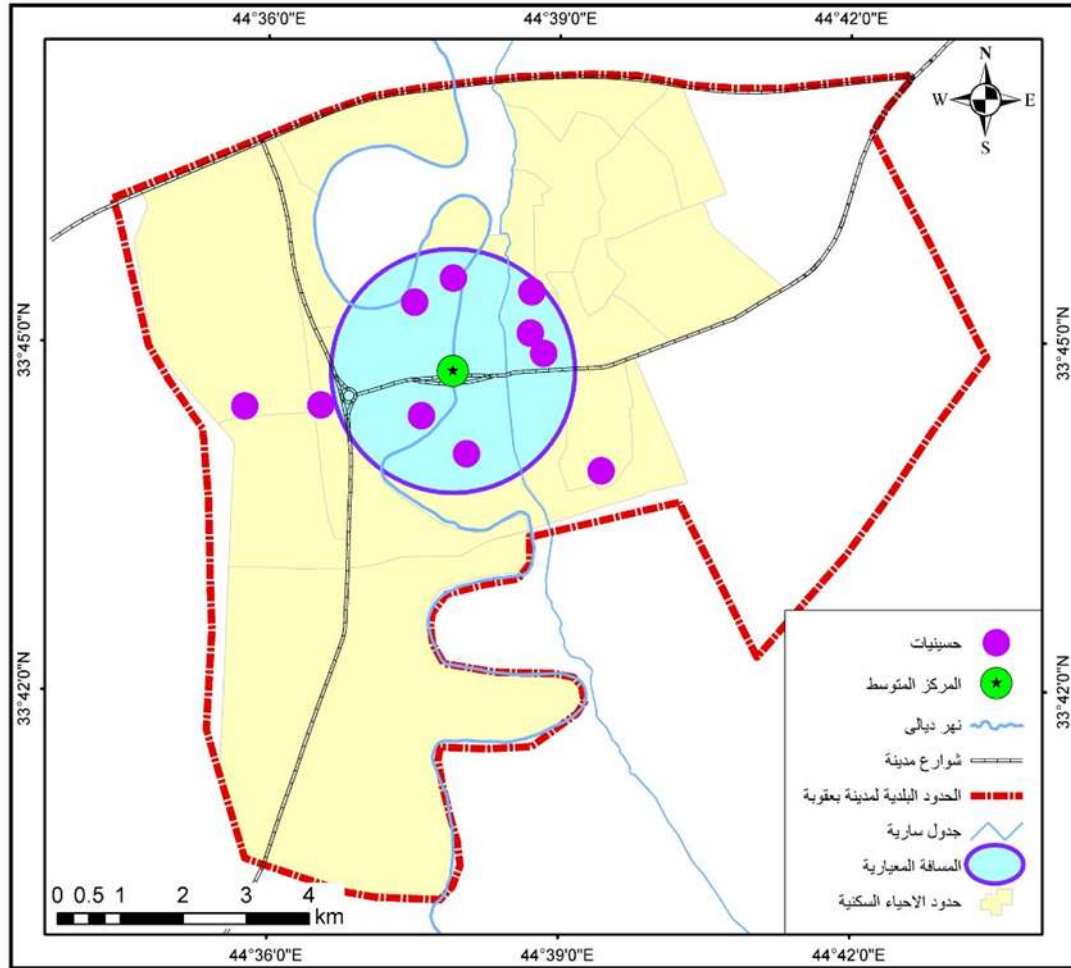 44°36'0"E 44°39'0"E 44°42'0"E
N
W E
S
33°45'0"N 33°45'0"N
حسينيات
المركز المتوسط
نهر ديالى
شوارع مدينة
الحدود البلدية لمدينة بعقوبة
جدول سارية
المسافة المعيارية
حدود الاحياء السكنية
33°42'0"N 33°42'0"N
0 0.5 1 2 3 4
km
44°36'0"E 44°39'0"E 44°42'0"E